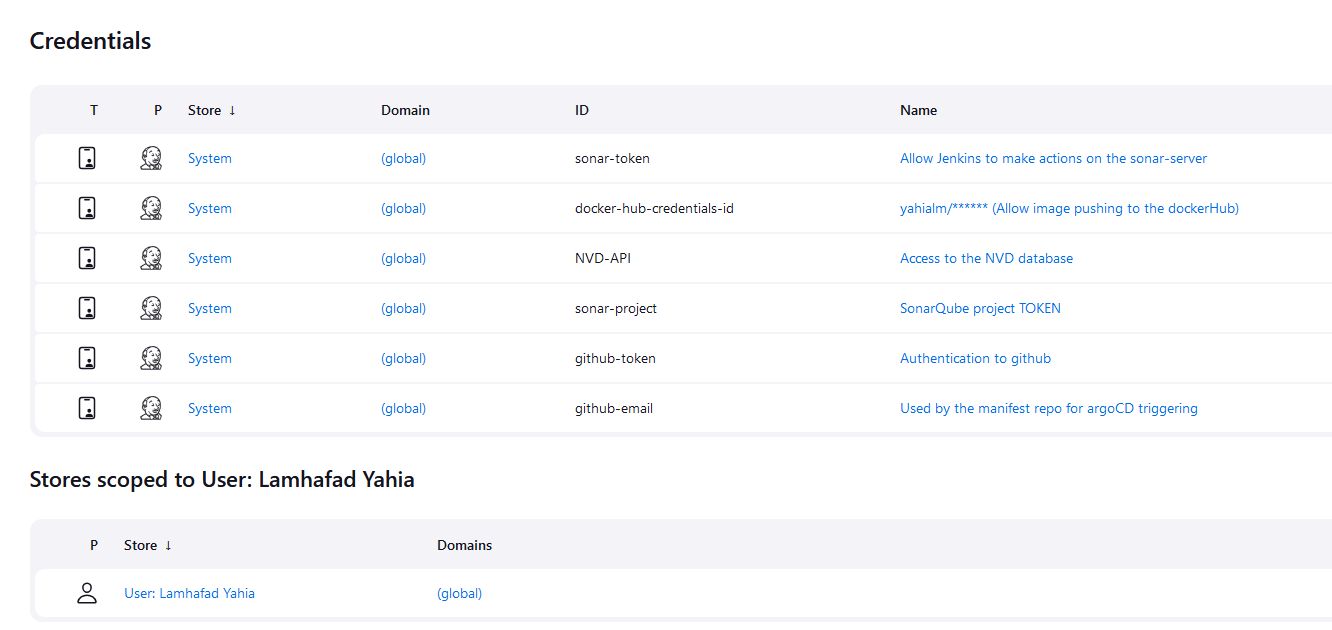 Credentials
T P Store ↓ Domain ID Name
System (global) sonar-token Allow Jenkins to make actions on the sonar-server
System (global) docker-hub-credentials-id yahialm/****** (Allow image pushing to the dockerHub)
System (global) NVD-API Access to the NVD database
System (global) sonar-project SonarQube project TOKEN
System (global) github-token Authentication to github
System (global) github-email Used by the manifest repo for argoCD triggering
Stores scoped to User: Lamhafad Yahia
P Store ↓ Domains
User: Lamhafad Yahia (global)